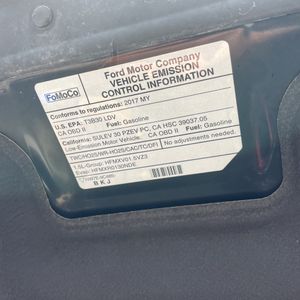 FoMoCo
Ford Motor Company
VEHICLE EMISSION
CONTROL INFORMATION
Conforms to regulations: 2017 MY
U.S. EPA: T3B30 LDV
CA OBD II Fuel: Gasoline
California: SULEV 30 PZEV PC, CA HSC 39037.05
Low-Emission Motor Vehicle. CA OBD II Fuel: Gasoline
TWC/HO2S/WR-HO2S/CAC/TC/DFI No
1.5L-Group: HFMXV01.5VZ3
Evap: HFMXR0130NDE
BKJ